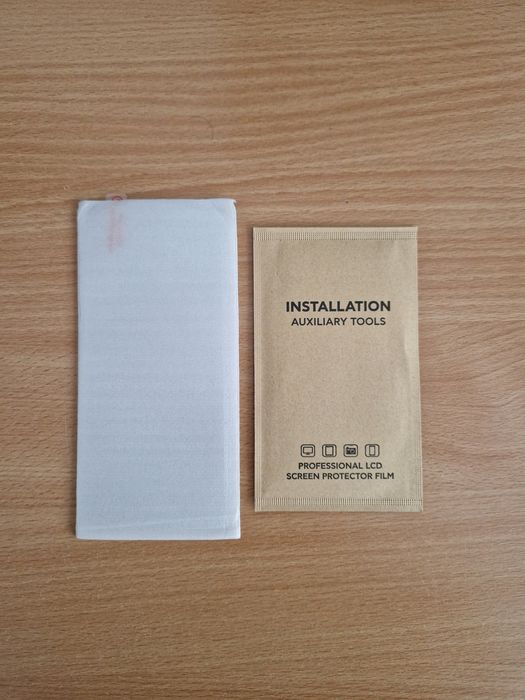 INSTALLATION
AUXILIARY TOOLS
PROFESSIONAL LCD
SCREEN PROTECTOR FILM